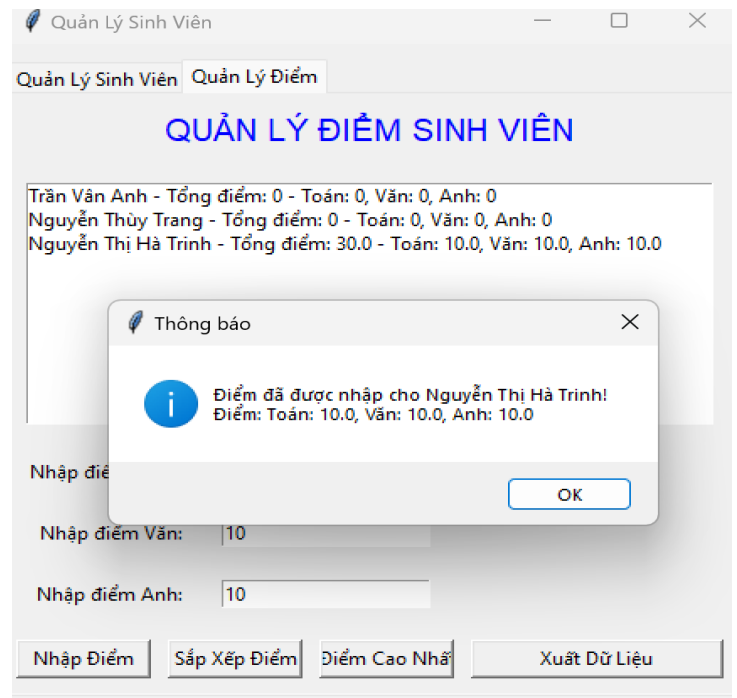 Quản Lý Sinh Viên
Quản Lý Sinh Viên Quản Lý Điểm
QUẢN LÝ ĐIỂM SINH VIÊN
Trần Vân Anh - Tổng điểm: 0 - Toán: 0, Văn: 0, Anh: 0
Nguyễn Thùy Trang - Tổng điểm: 0 - Toán: 0, Văn: 0, Anh: 0
Nguyễn Thị Hà Trinh - Tổng điểm: 30.0 - Toán: 10.0, Văn: 10.0, Anh: 10.0
Thông báo
Điểm đã được nhập cho Nguyễn Thị Hà Trinh!
Điểm: Toán: 10.0, Văn: 10.0, Anh: 10.0
OK
Nhập
Nhập điểm Văn: 10
Nhập điểm Anh: 10
Nhập Điểm Sắp Xếp Điểm Điểm Cao Nhấ Xuất Dữ Liệu